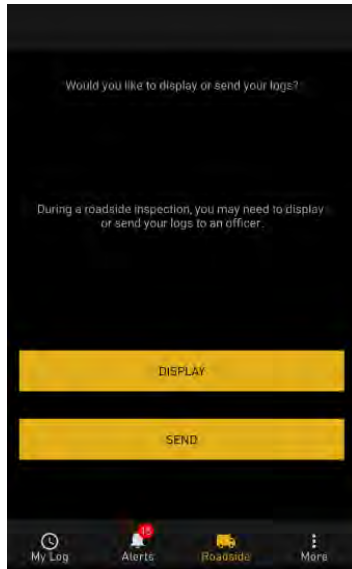 Would you like to display or send your logs?
During a roadside inspection, you may need to display
or send your logs to an officer.
DISPLAY
SEND
15
My Log Alerts Roadside More